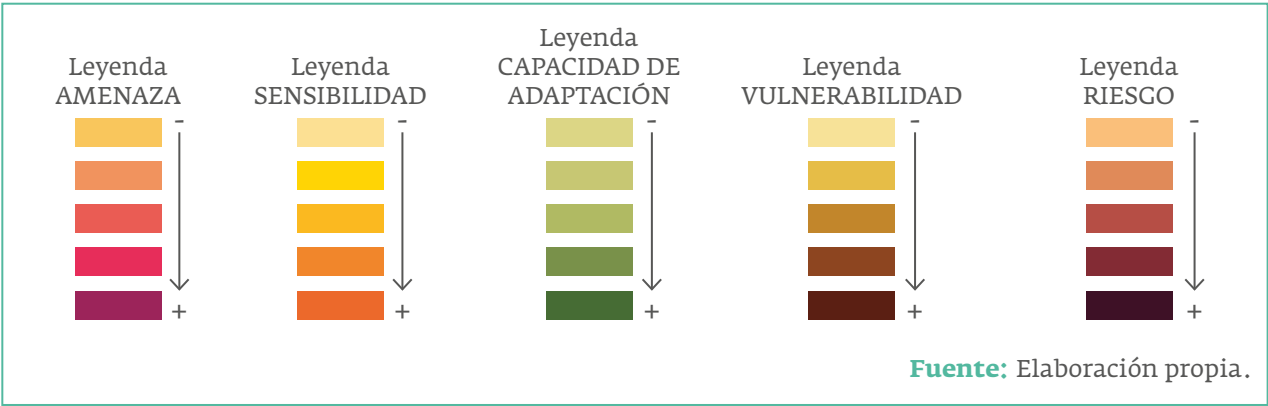 Leyenda
AMENAZA
-
+
Leyenda
SENSIBILIDAD
-
+
Leyenda
CAPACIDAD DE
ADAPTACIÓN
-
+
Leyenda
VULNERABILIDAD
-
+
Leyenda
RIESGO
-
+
Fuente: Elaboración propia.